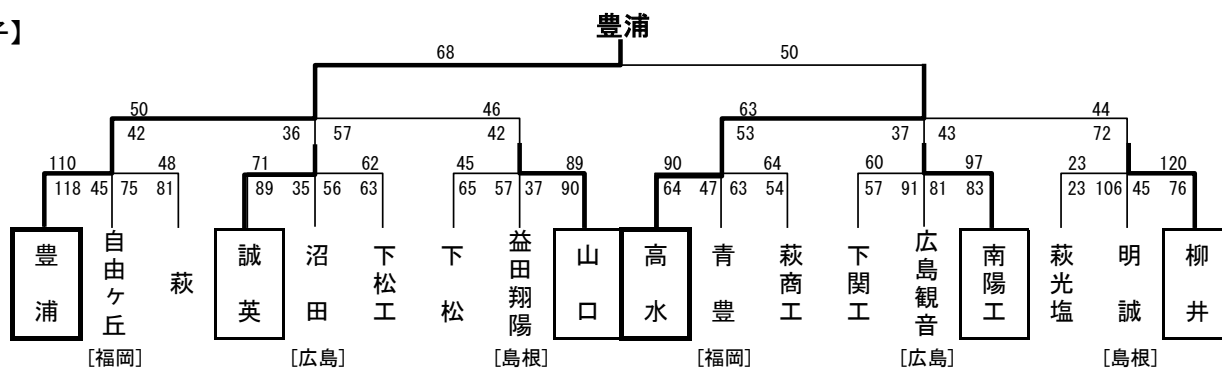 子】
豊浦
68 50
50 46 63 44
42 36 57 42 53 37 43 72
110 48 71 62 45 89 90 64 60 97 23 120
118 45 75 81 89 35 56 63 65 57 37 90 64 47 63 54 57 91 81 83 23 106 45 76
豊浦
自由ヶ丘
萩
誠英
沼田
下松工
下松
益田翔陽
山口
高水
青豊
萩商工
下関工
広島観音
南陽工
萩光塩
明誠
柳井
[福岡] [広島] [島根] [福岡] [広島] [島根]